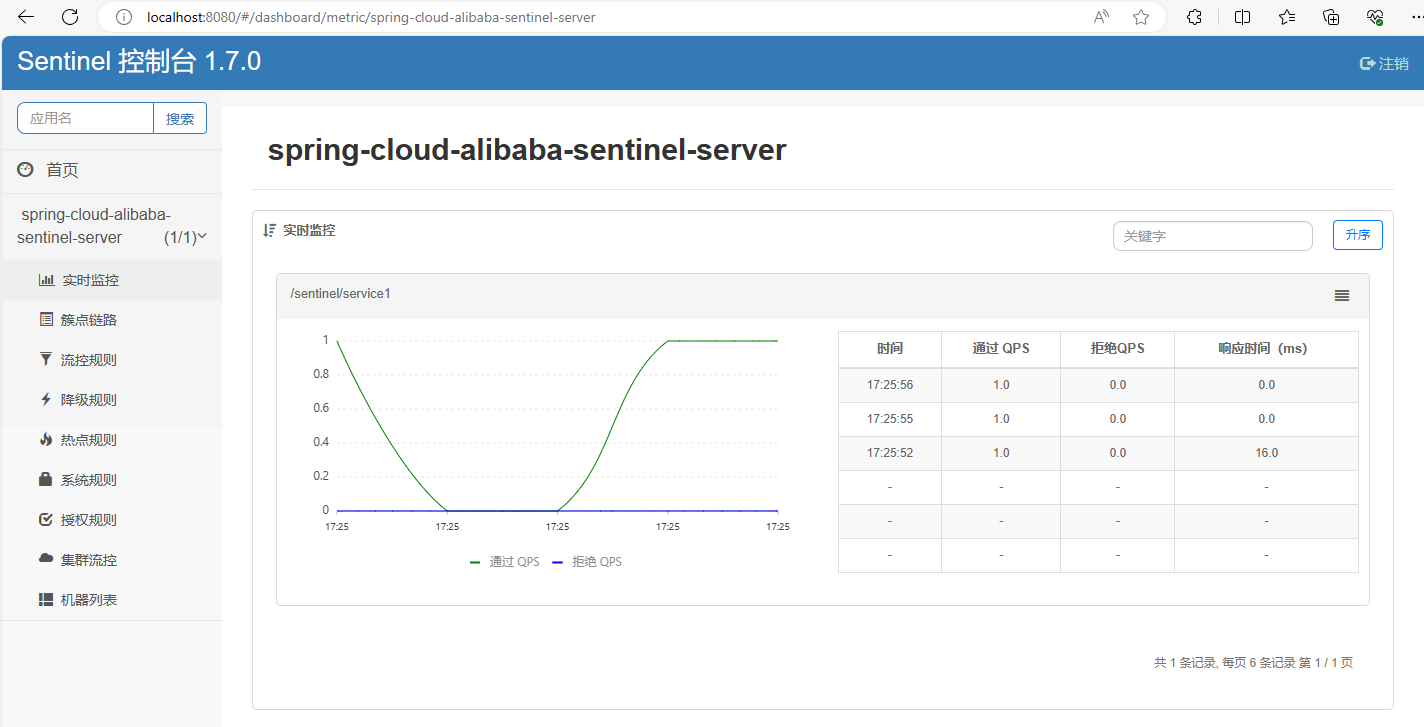 localhost:8080/#/dashboard/metric/spring-cloud-alibaba-sentinel-server
Sentinel 控制台 1.7.0
注销
应用名 搜索
首页
spring-cloud-alibaba-
sentinel-server (1/1)
实时监控
簇点链路
流控规则
降级规则
热点规则
系统规则
授权规则
集群流控
机器列表
spring-cloud-alibaba-sentinel-server
实时监控 关键字 升序
/sentinel/service1
1
0.8
0.6
0.4
0.2
0
17:25 17:25 17:25 17:25 17:25
通过 QPS 拒绝 QPS
时间 通过 QPS 拒绝QPS 响应时间（ms）
17:25:56 1.0 0.0 0.0
17:25:55 1.0 0.0 0.0
17:25:52 1.0 0.0 16.0
- - - -
- - - -
- - - -
共 1 条记录, 每页 6 条记录 第 1 / 1 页